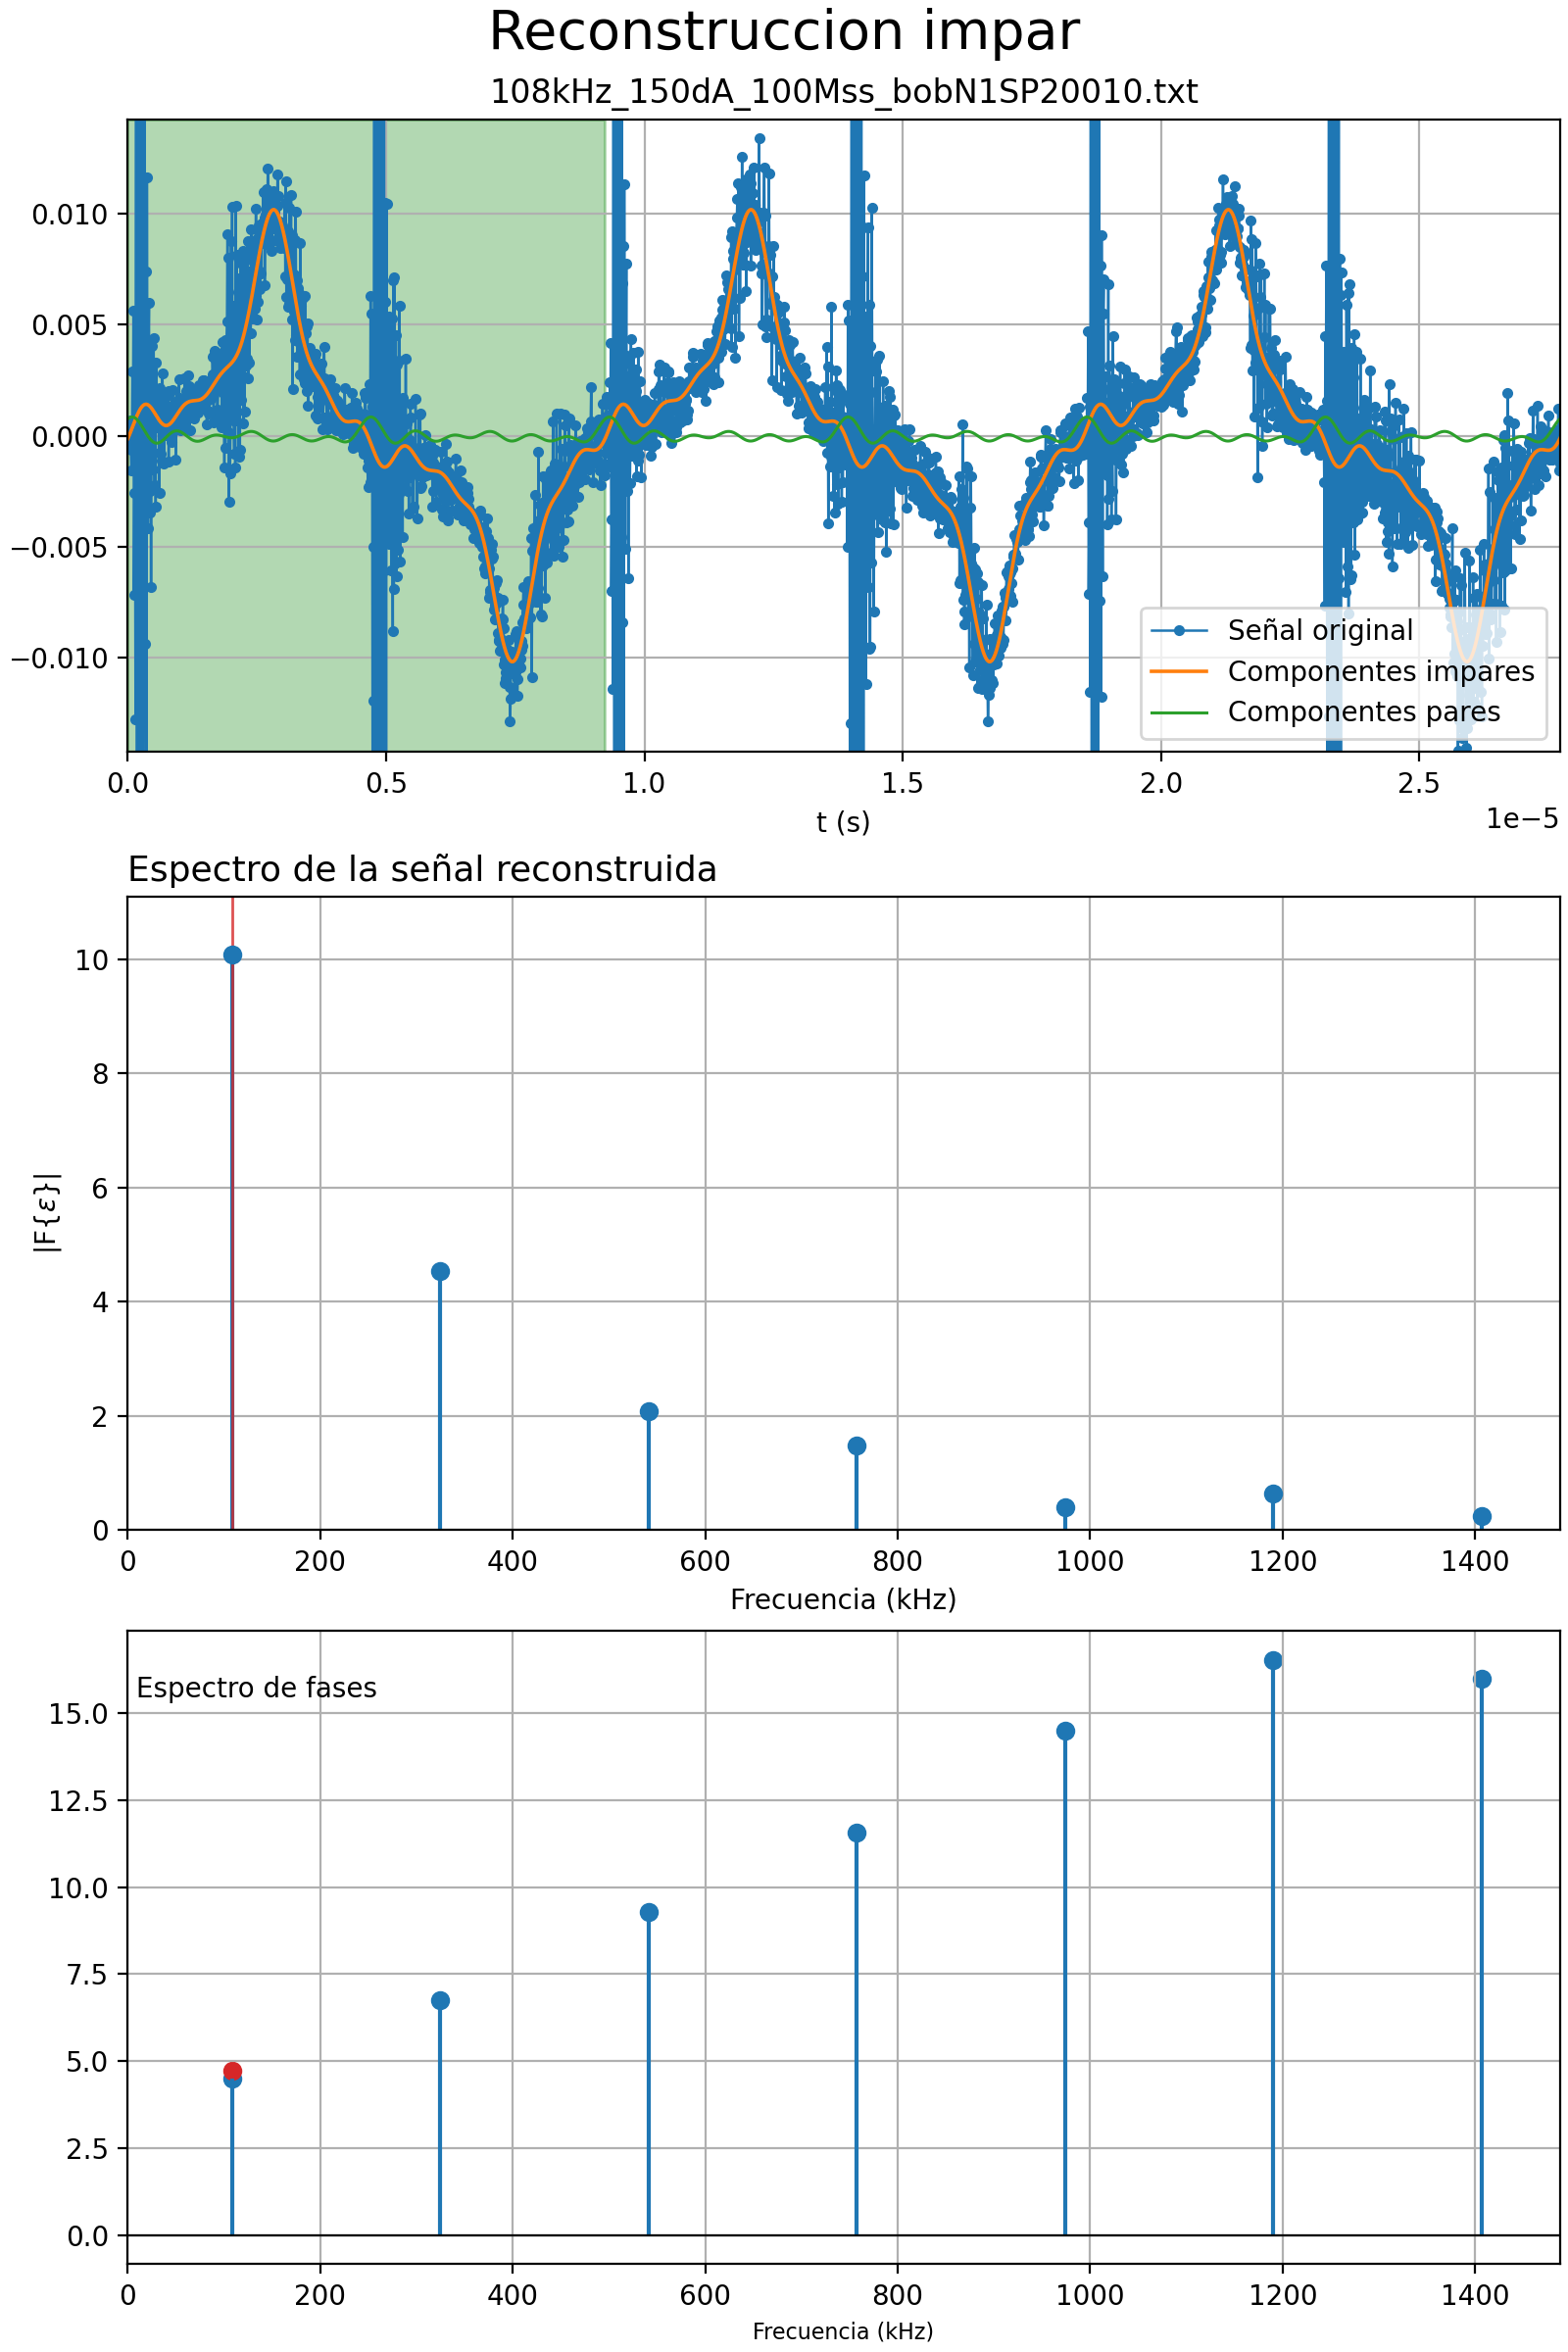 Reconstruccion impar
108kHz_150dA_100Mss_bobN1SP20010.txt
0.010
0.005
0.000
−0.005
−0.010
Señal original
Componentes impares
Componentes pares
0.0 0.5 1.0 1.5 2.0 2.5
1e−5
t (s)
Espectro de la señal reconstruida
10
8
6
4
2
0
|F{ε}|
0 200 400 600 800 1000 1200 1400
Frecuencia (kHz)
Espectro de fases
15.0
12.5
10.0
7.5
5.0
2.5
0.0
0 200 400 600 800 1000 1200 1400
Frecuencia (kHz)